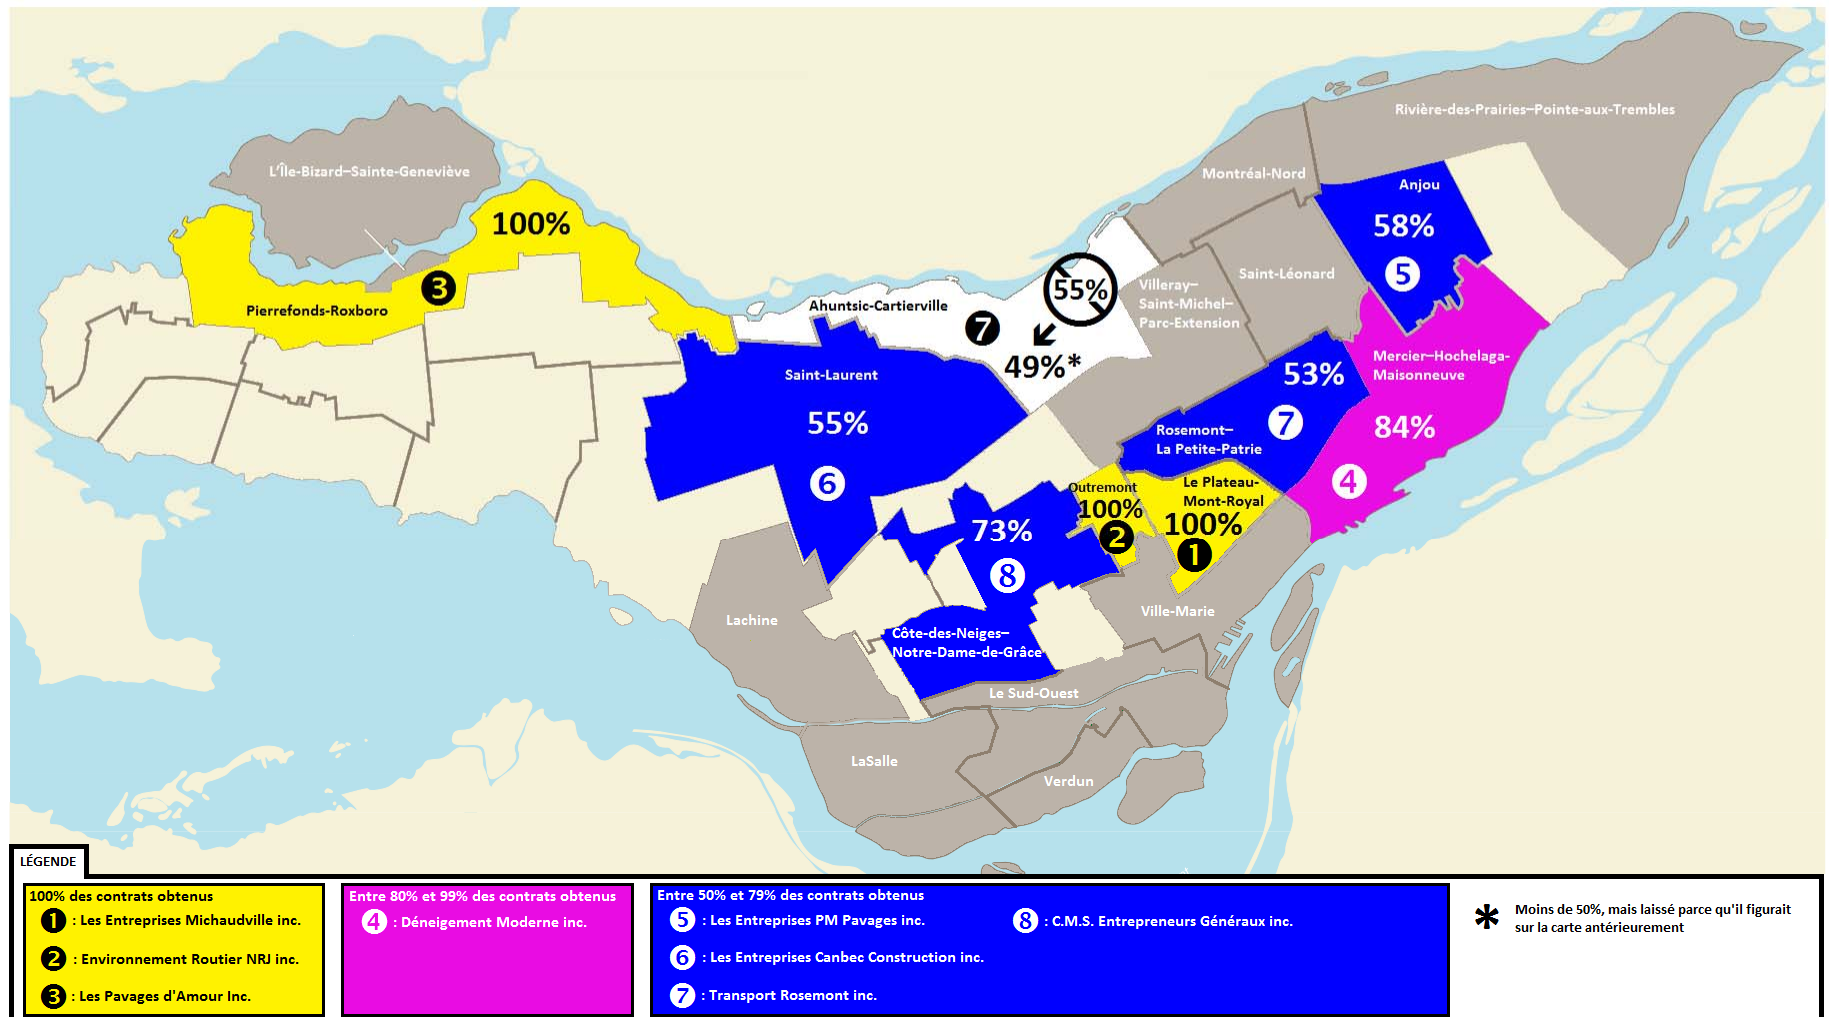 Rivière-des-Prairies–Pointe-aux-Trembles
L'Île-Bizard–Sainte-Geneviève
Montréal-Nord
Anjou
58%
5
100%
3
Pierrefonds-Roxboro
Saint-Léonard
Villeray–
Saint-Michel–
Parc-Extension
55%
Ahuntsic-Cartierville
7
49%*
Saint-Laurent
55%
6
Mercier–Hochelaga-
Maisonneuve
84%
4
53%
7
Rosemont–
La Petite-Patrie
Outremont
100%
2
Le Plateau-
Mont-Royal
100%
1
73%
8
Côte-des-Neiges–
Notre-Dame-de-Grâce
Lachine
Ville-Marie
Le Sud-Ouest
LaSalle
Verdun
LÉGENDE
100% des contrats obtenus
1 : Les Entreprises Michaudville inc.
2 : Environnement Routier NRJ inc.
3 : Les Pavages d'Amour Inc.
Entre 80% et 99% des contrats obtenus
4 : Déneigement Moderne inc.
Entre 50% et 79% des contrats obtenus
5 : Les Entreprises PM Pavages inc.
6 : Les Entreprises Canbec Construction inc.
7 : Transport Rosemont inc.
8 : C.M.S. Entrepreneurs Généraux inc.
* Moins de 50%, mais laissé parce qu'il figurait
sur la carte antérieurement